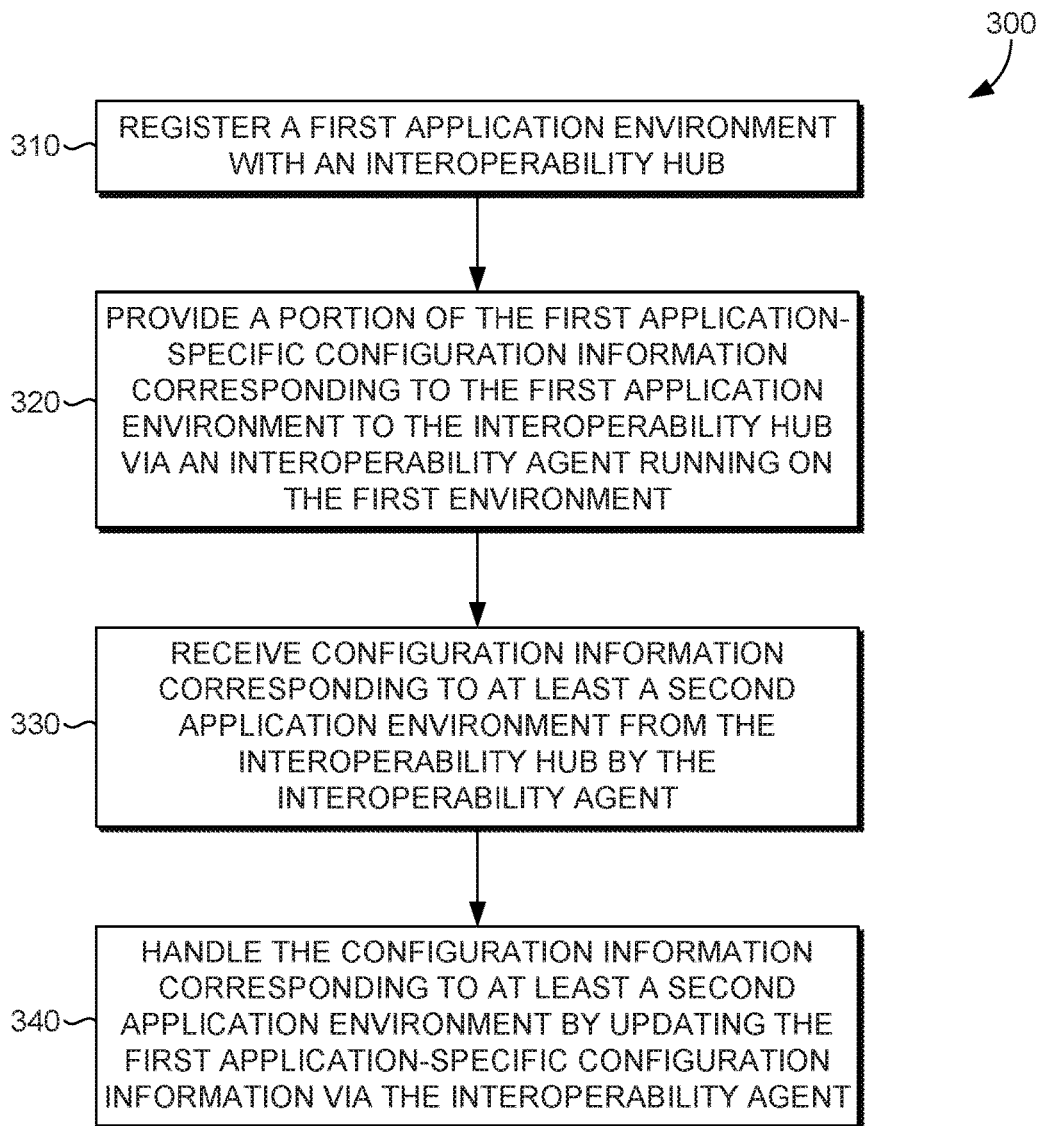 300
310
REGISTER A FIRST APPLICATION ENVIRONMENT
WITH AN INTEROPERABILITY HUB
320
PROVIDE A PORTION OF THE FIRST APPLICATION-
SPECIFIC CONFIGURATION INFORMATION
CORRESPONDING TO THE FIRST APPLICATION
ENVIRONMENT TO THE INTEROPERABILITY HUB
VIA AN INTEROPERABILITY AGENT RUNNING ON
THE FIRST ENVIRONMENT
330
RECEIVE CONFIGURATION INFORMATION
CORRESPONDING TO AT LEAST A SECOND
APPLICATION ENVIRONMENT FROM THE
INTEROPERABILITY HUB BY THE
INTEROPERABILITY AGENT
340
HANDLE THE CONFIGURATION INFORMATION
CORRESPONDING TO AT LEAST A SECOND
APPLICATION ENVIRONMENT BY UPDATING THE
FIRST APPLICATION-SPECIFIC CONFIGURATION
INFORMATION VIA THE INTEROPERABILITY AGENT